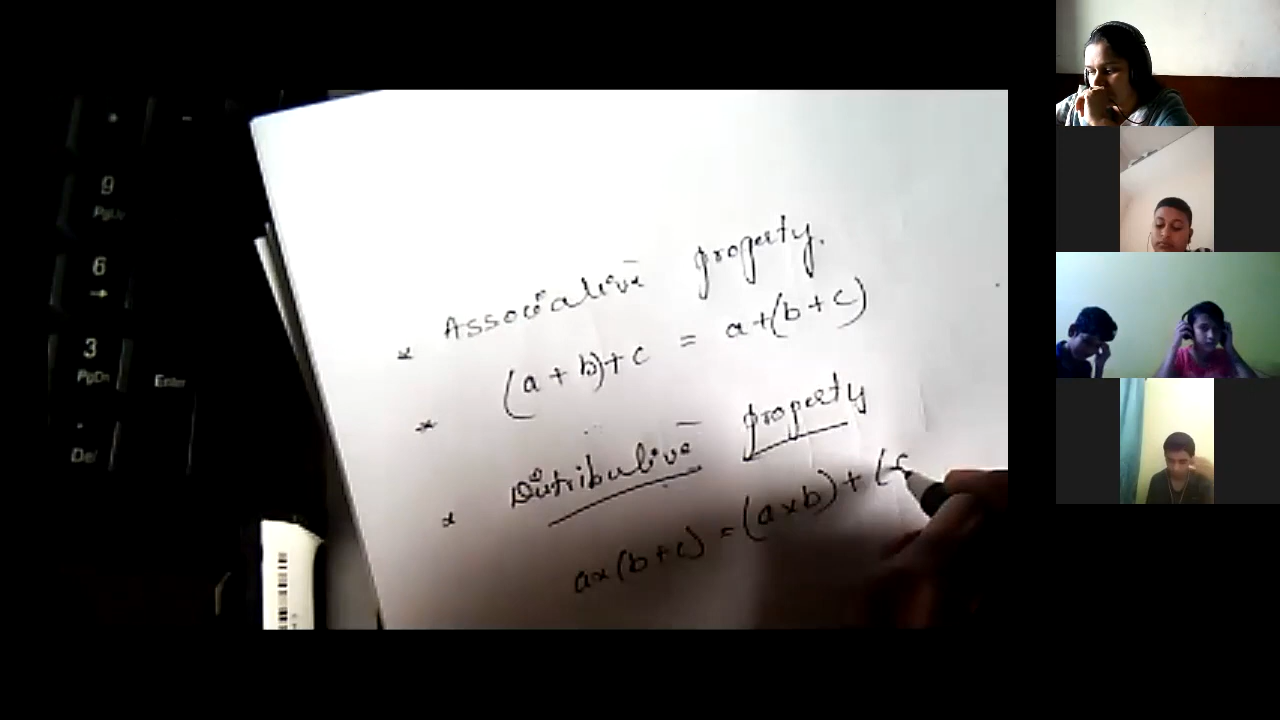 +
-
9
PgUp
6
3
PgDn
Enter
.
Del
* Associative property.
* (a + b) + c = a + (b + c)
* Distributive property
a × (b + c) = (a × b) + (